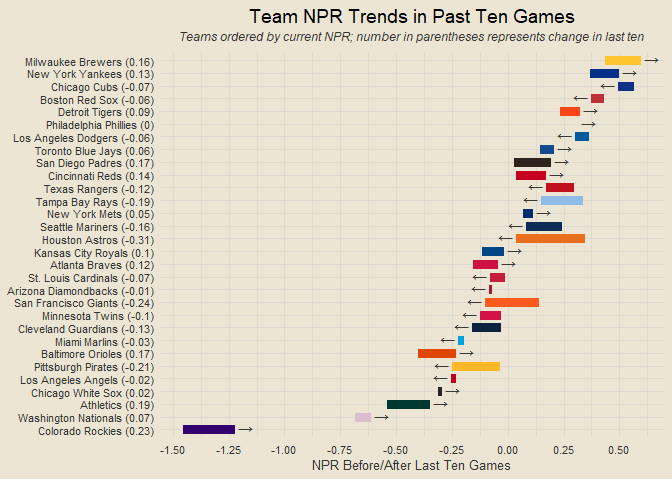 Team NPR Trends in Past Ten Games
Teams ordered by current NPR; number in parentheses represents change in last ten
Milwaukee Brewers (0.16)
New York Yankees (0.13)
Chicago Cubs (-0.07)
Boston Red Sox (-0.06)
Detroit Tigers (0.09)
Philadelphia Phillies (0)
Los Angeles Dodgers (-0.06)
Toronto Blue Jays (0.06)
San Diego Padres (0.17)
Cincinnati Reds (0.14)
Texas Rangers (-0.12)
Tampa Bay Rays (-0.19)
New York Mets (0.05)
Seattle Mariners (-0.16)
Houston Astros (-0.31)
Kansas City Royals (0.1)
Atlanta Braves (0.12)
St. Louis Cardinals (-0.07)
Arizona Diamondbacks (-0.01)
San Francisco Giants (-0.24)
Minnesota Twins (-0.1)
Cleveland Guardians (-0.13)
Miami Marlins (-0.03)
Baltimore Orioles (0.17)
Pittsburgh Pirates (-0.21)
Los Angeles Angels (-0.02)
Chicago White Sox (0.02)
Athletics (0.19)
Washington Nationals (0.07)
Colorado Rockies (0.23)
-1.50 -1.25 -1.00 -0.75 -0.50 -0.25 0.00 0.25 0.50
NPR Before/After Last Ten Games